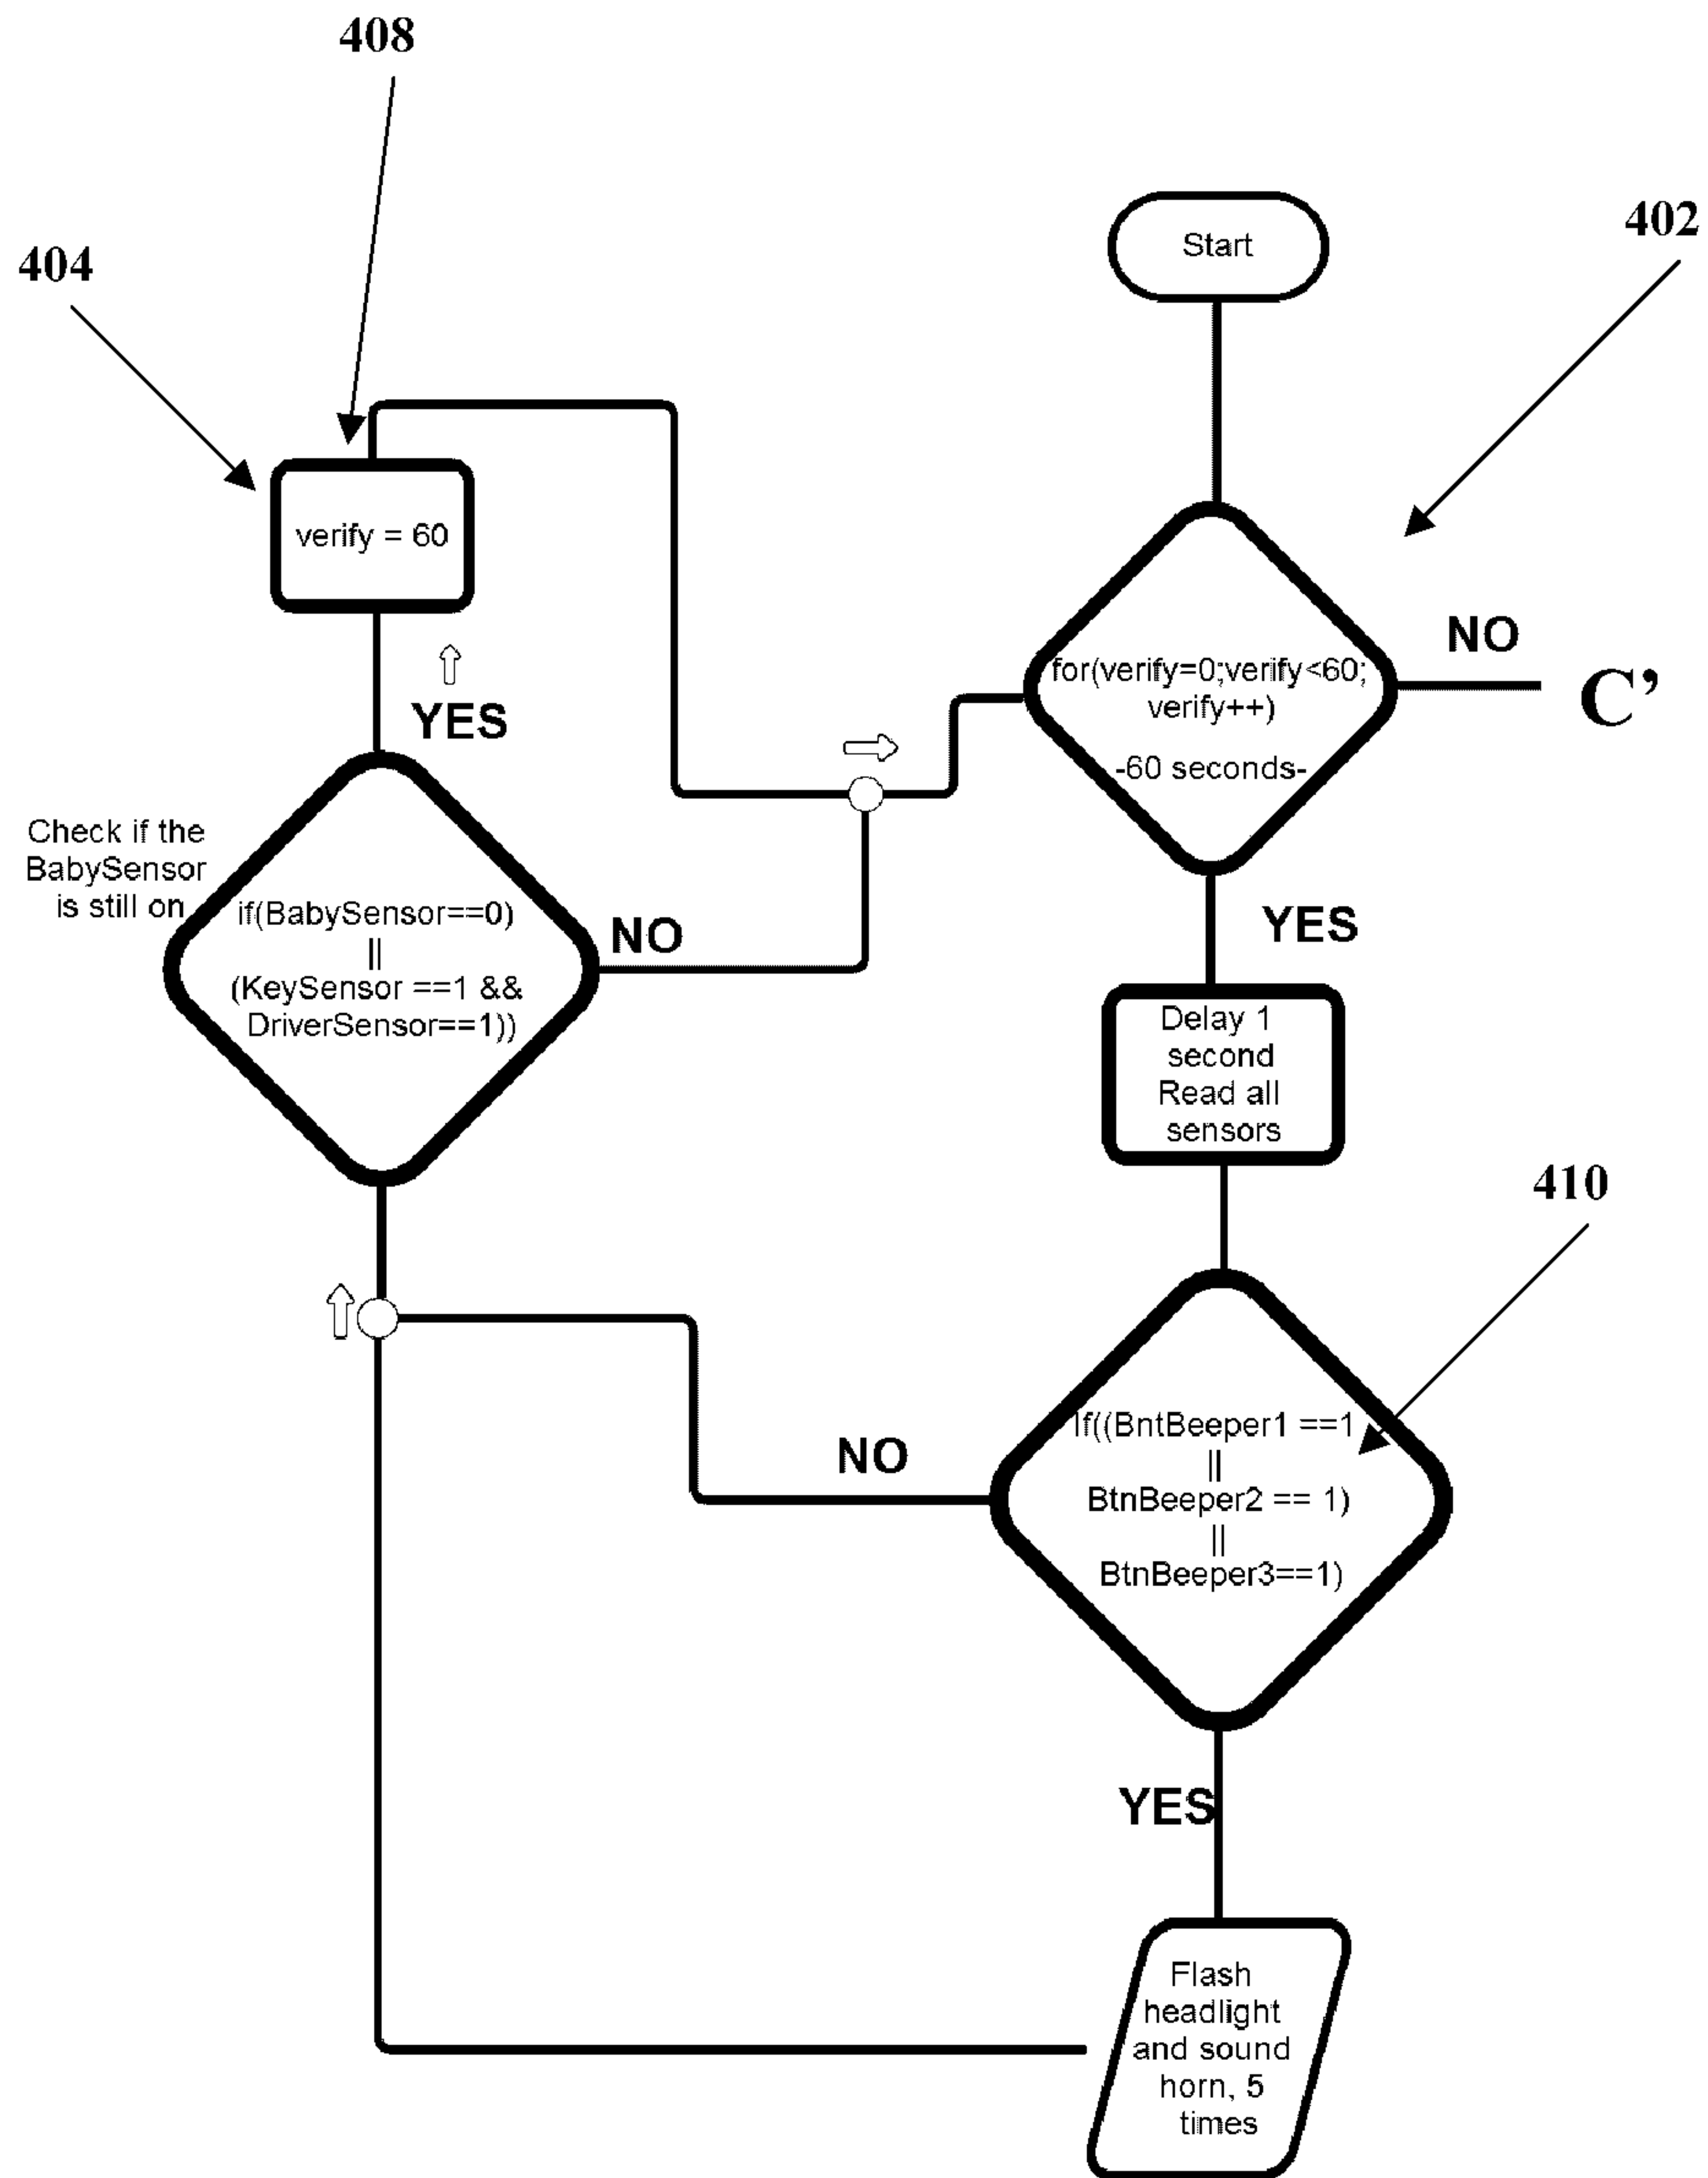 408
402
404
Start
verify = 60
for(verify=0;verify<60;
verify++)
-60 seconds-
NO
C’
YES
Check if the
BabySensor
is still on
if(BabySensor==0)
||
(KeySensor ==1 &&
DriverSensor==1))
NO
YES
Delay 1
second
Read all
sensors
410
If((BntBeeper1 ==1
||
BtnBeeper2 == 1)
||
BtnBeeper3==1)
NO
YES
Flash
headlight
and sound
horn, 5
times